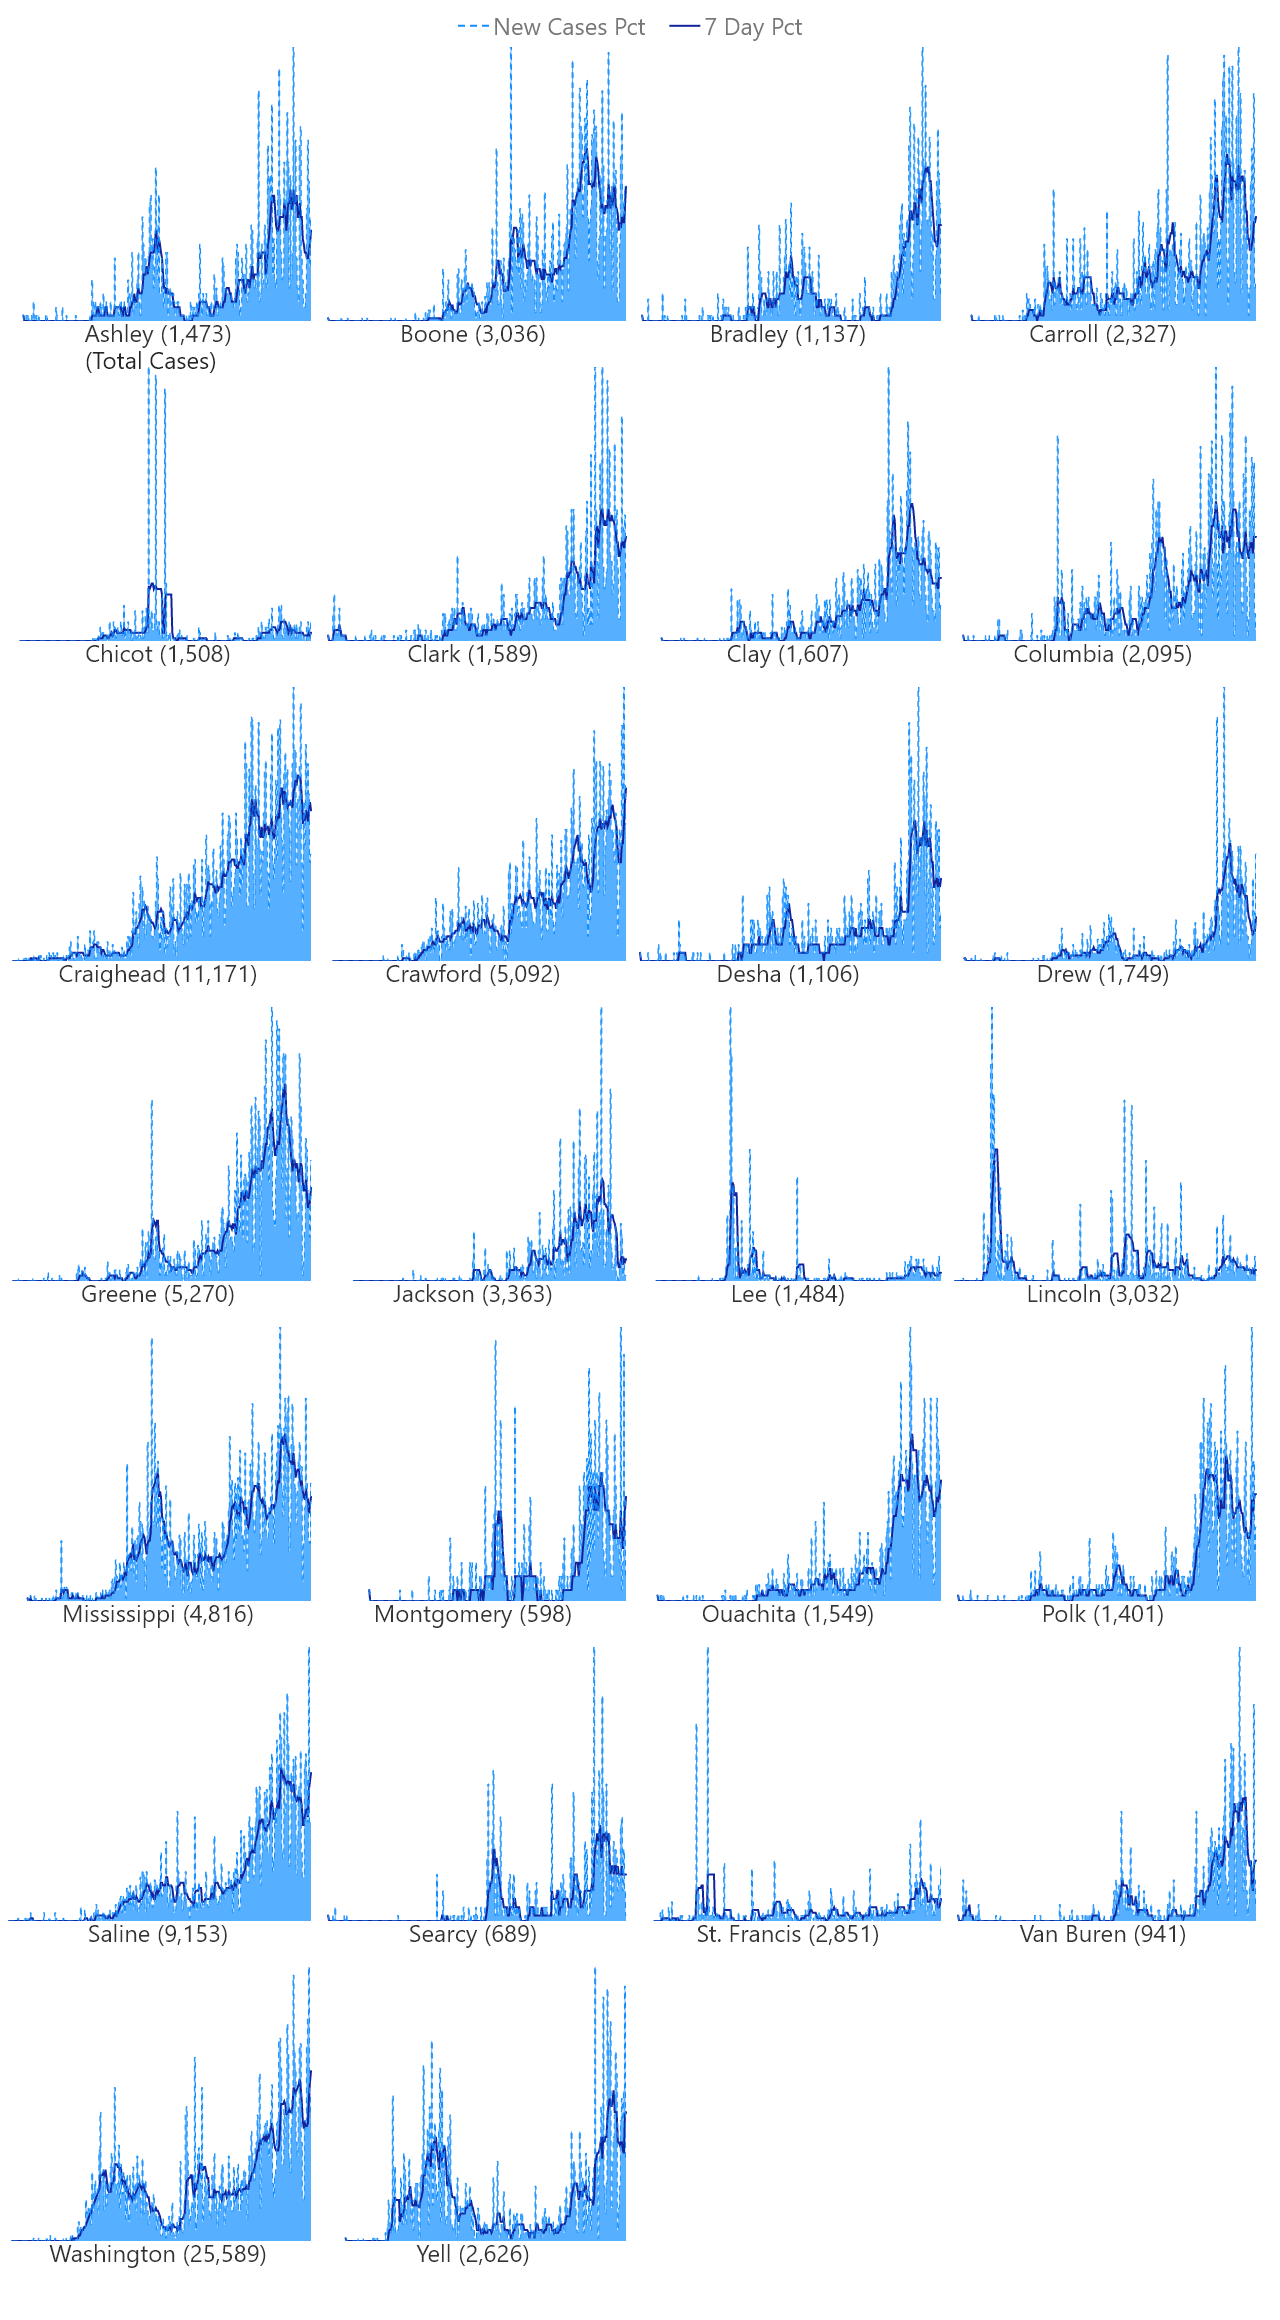 New Cases Pct 7 Day Pct
Ashley (1,473) Boone (3,036) Bradley (1,137) Carroll (2,327)
(Total Cases)
Chicot (1,508) Clark (1,589) Clay (1,607) Columbia (2,095)
Craighead (11,171) Crawford (5,092) Desha (1,106) Drew (1,749)
Greene (5,270) Jackson (3,363) Lee (1,484) Lincoln (3,032)
Mississippi (4,816) Montgomery (598) Ouachita (1,549) Polk (1,401)
Saline (9,153) Searcy (689) St. Francis (2,851) Van Buren (941)
Washington (25,589) Yell (2,626)